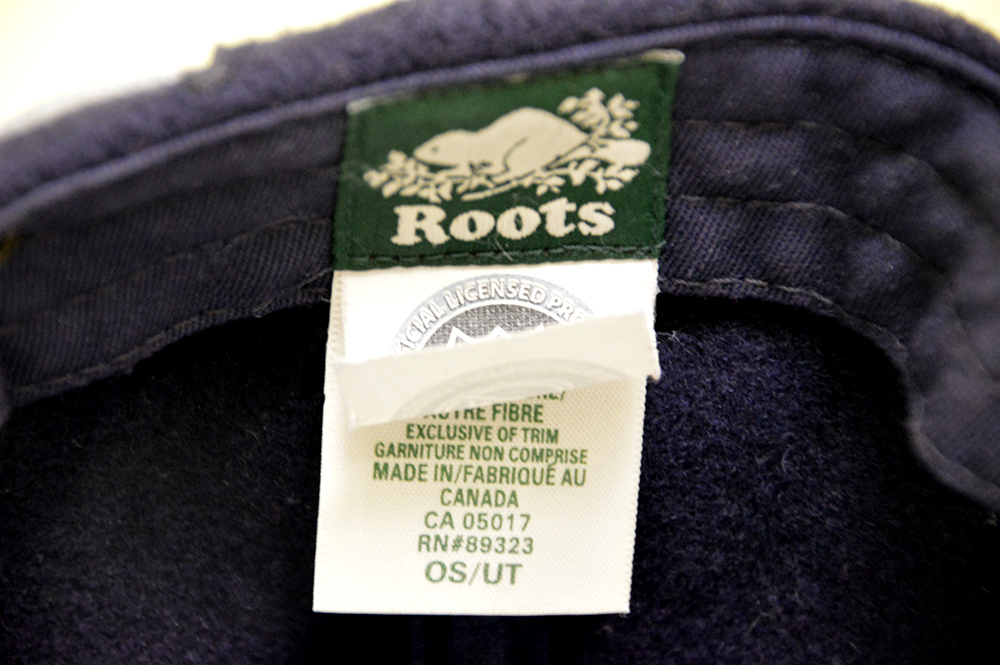 Roots
LICENSED
FIBRE
EXCLUSIVE OF TRIM
GARNITURE NON COMPRISE
MADE IN/FABRIQUÉ AU
CANADA
CA 05017
RN#89323
OS/UT